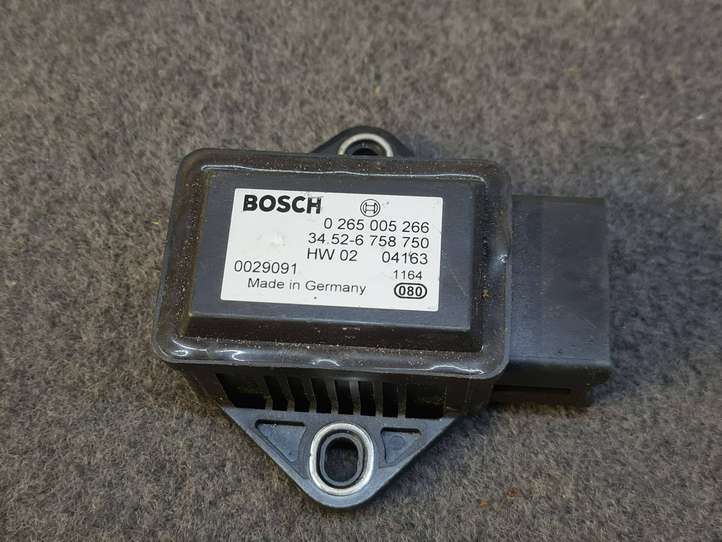 BOSCH
0 265 005 266
34.52-6 758 750
HW 02 04163
0029091 1164
Made in Germany 080